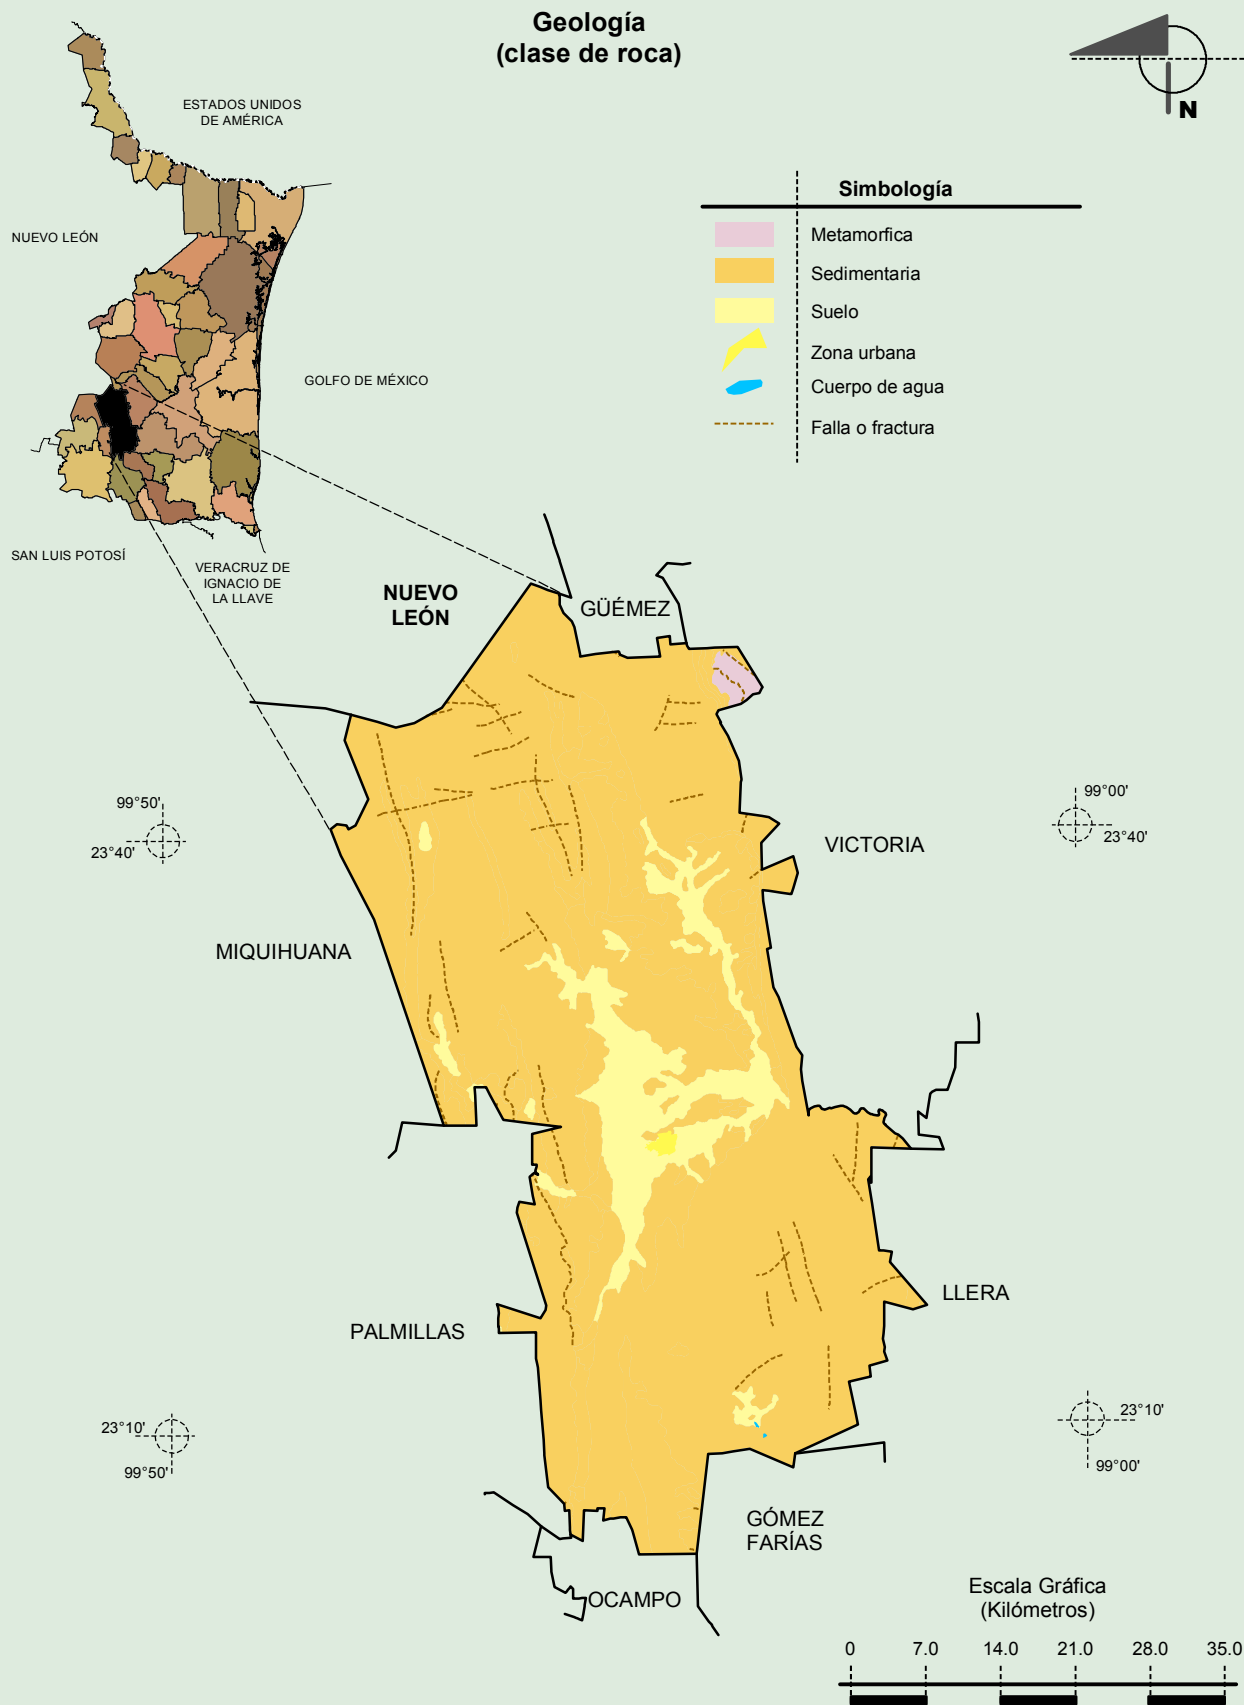 Geología
(clase de roca)
N
ESTADOS UNIDOS
DE AMÉRICA
NUEVO LEÓN
GOLFO DE MÉXICO
SAN LUIS POTOSÍ
VERACRUZ DE
IGNACIO DE
LA LLAVE
Simbología
Metamorfica
Sedimentaria
Suelo
Zona urbana
Cuerpo de agua
Falla o fractura
NUEVO
LEÓN
GÜÉMEZ
99°50'
23°40'
99°00'
23°40'
VICTORIA
MIQUIHUANA
LLERA
PALMILLAS
23°10'
99°50'
23°10'
99°00'
GÓMEZ
FARÍAS
OCAMPO
Escala Gráfica
(Kilómetros)
0 7.0 14.0 21.0 28.0 35.0